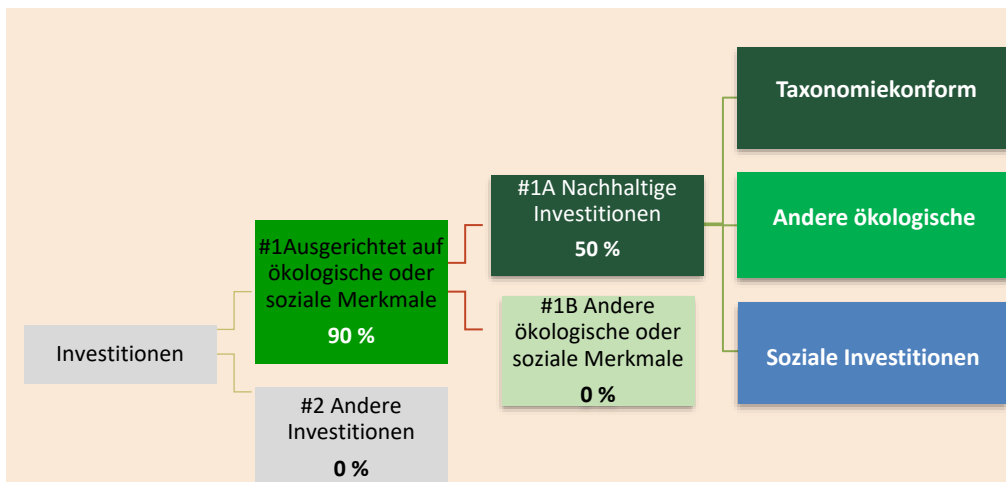 Investitionen
#1Ausgerichtet auf
ökologische oder
soziale Merkmale
90 %
#2 Andere
Investitionen
0 %
#1A Nachhaltige
Investitionen
50 %
#1B Andere
ökologische oder
soziale Merkmale
0 %
Taxonomiekonform
Andere ökologische
Soziale Investitionen